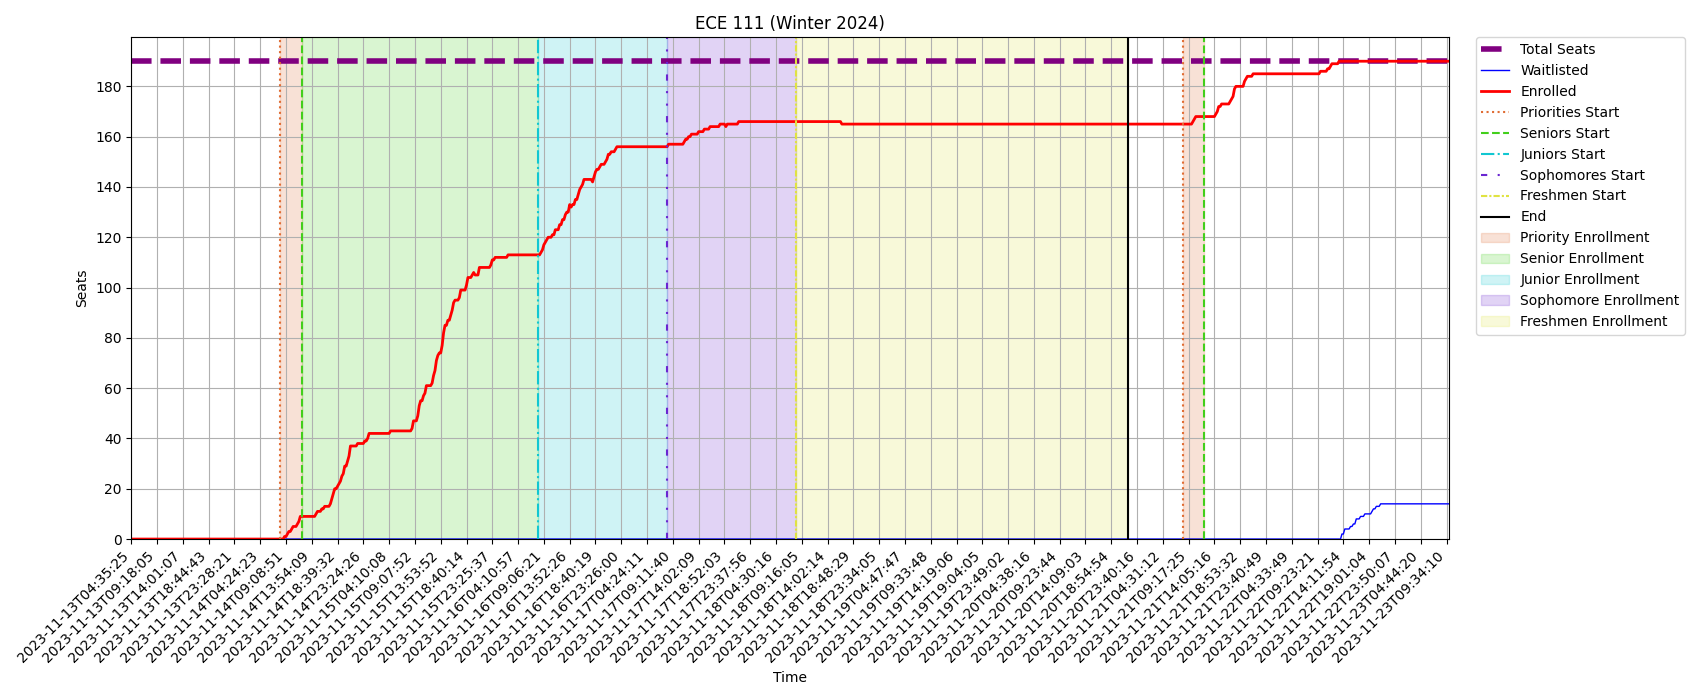 ECE 111 (Winter 2024)
Seats
0
20
40
60
80
100
120
140
160
180
2023-11-13T04:35:25
2023-11-13T09:18:05
2023-11-13T14:01:07
2023-11-13T18:44:43
2023-11-13T23:28:21
2023-11-14T04:24:23
2023-11-14T09:08:51
2023-11-14T13:54:09
2023-11-14T18:39:32
2023-11-14T23:24:26
2023-11-15T04:10:08
2023-11-15T09:07:52
2023-11-15T13:53:52
2023-11-15T18:40:14
2023-11-15T23:25:37
2023-11-16T04:10:57
2023-11-16T09:06:21
2023-11-16T13:52:26
2023-11-16T18:40:19
2023-11-16T23:26:00
2023-11-17T04:24:11
2023-11-17T09:11:40
2023-11-17T14:02:09
2023-11-17T18:52:03
2023-11-17T23:37:56
2023-11-18T04:30:16
2023-11-18T09:16:05
2023-11-18T14:02:14
2023-11-18T18:48:29
2023-11-18T23:34:05
2023-11-19T04:47:47
2023-11-19T09:33:48
2023-11-19T14:19:06
2023-11-19T19:04:05
2023-11-19T23:49:02
2023-11-20T04:38:16
2023-11-20T09:23:44
2023-11-20T14:09:03
2023-11-20T18:54:54
2023-11-20T23:40:16
2023-11-21T04:31:12
2023-11-21T09:17:25
2023-11-21T14:05:16
2023-11-21T18:53:32
2023-11-21T23:40:49
2023-11-22T04:33:49
2023-11-22T09:23:21
2023-11-22T14:11:54
2023-11-22T19:01:04
2023-11-22T23:50:07
2023-11-23T04:44:20
2023-11-23T09:34:10
Time
Total Seats
Waitlisted
Enrolled
Priorities Start
Seniors Start
Juniors Start
Sophomores Start
Freshmen Start
End
Priority Enrollment
Senior Enrollment
Junior Enrollment
Sophomore Enrollment
Freshmen Enrollment